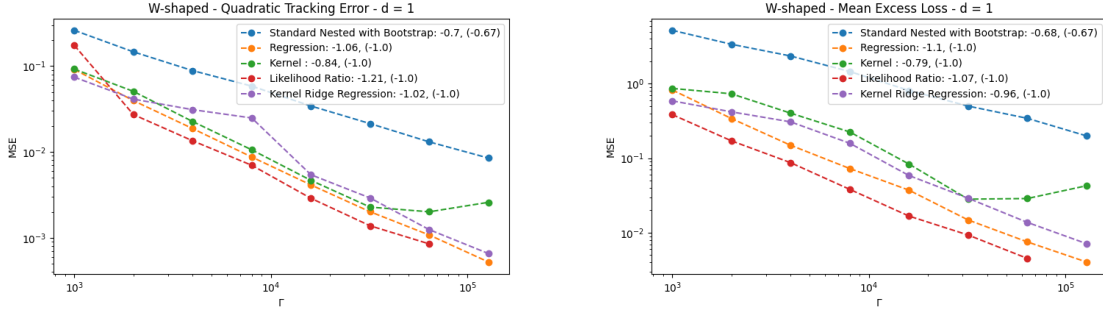 W-shaped - Quadratic Tracking Error - d = 1
Standard Nested with Bootstrap: -0.7, (-0.67)
Regression: -1.06, (-1.0)
Kernel : -0.84, (-1.0)
Likelihood Ratio: -1.21, (-1.0)
Kernel Ridge Regression: -1.02, (-1.0)
MSE
10⁻¹
10⁻²
10⁻³
10³
10⁴
10⁵
Γ
W-shaped - Mean Excess Loss - d = 1
Standard Nested with Bootstrap: -0.68, (-0.67)
Regression: -1.1, (-1.0)
Kernel : -0.79, (-1.0)
Likelihood Ratio: -1.07, (-1.0)
Kernel Ridge Regression: -0.96, (-1.0)
MSE
10⁰
10⁻¹
10⁻²
10³
10⁴
10⁵
Γ